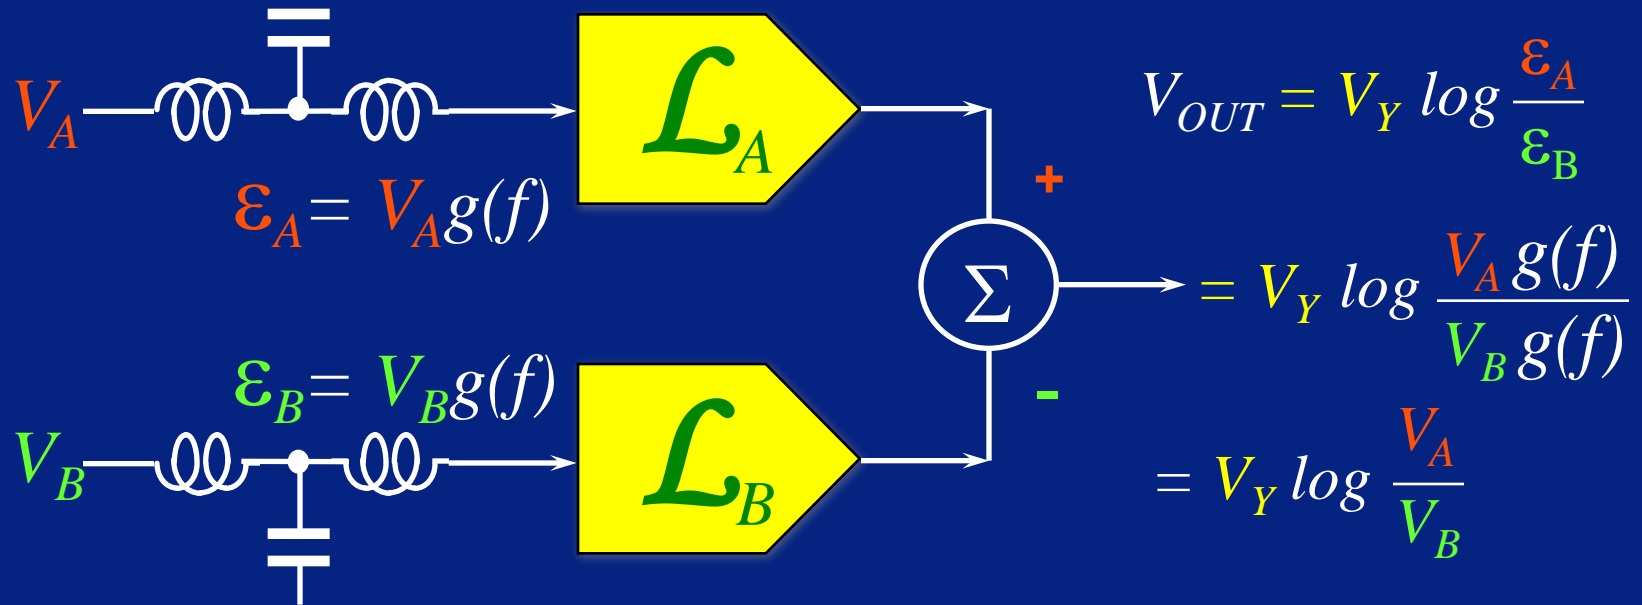 V_A
ℒ_A
ε_A = V_A g(f)
V_OUT = V_Y log ε_A / ε_B
+
Σ
= V_Y log V_A g(f) / V_B g(f)
-
ε_B = V_B g(f)
V_B
ℒ_B
= V_Y log V_A / V_B